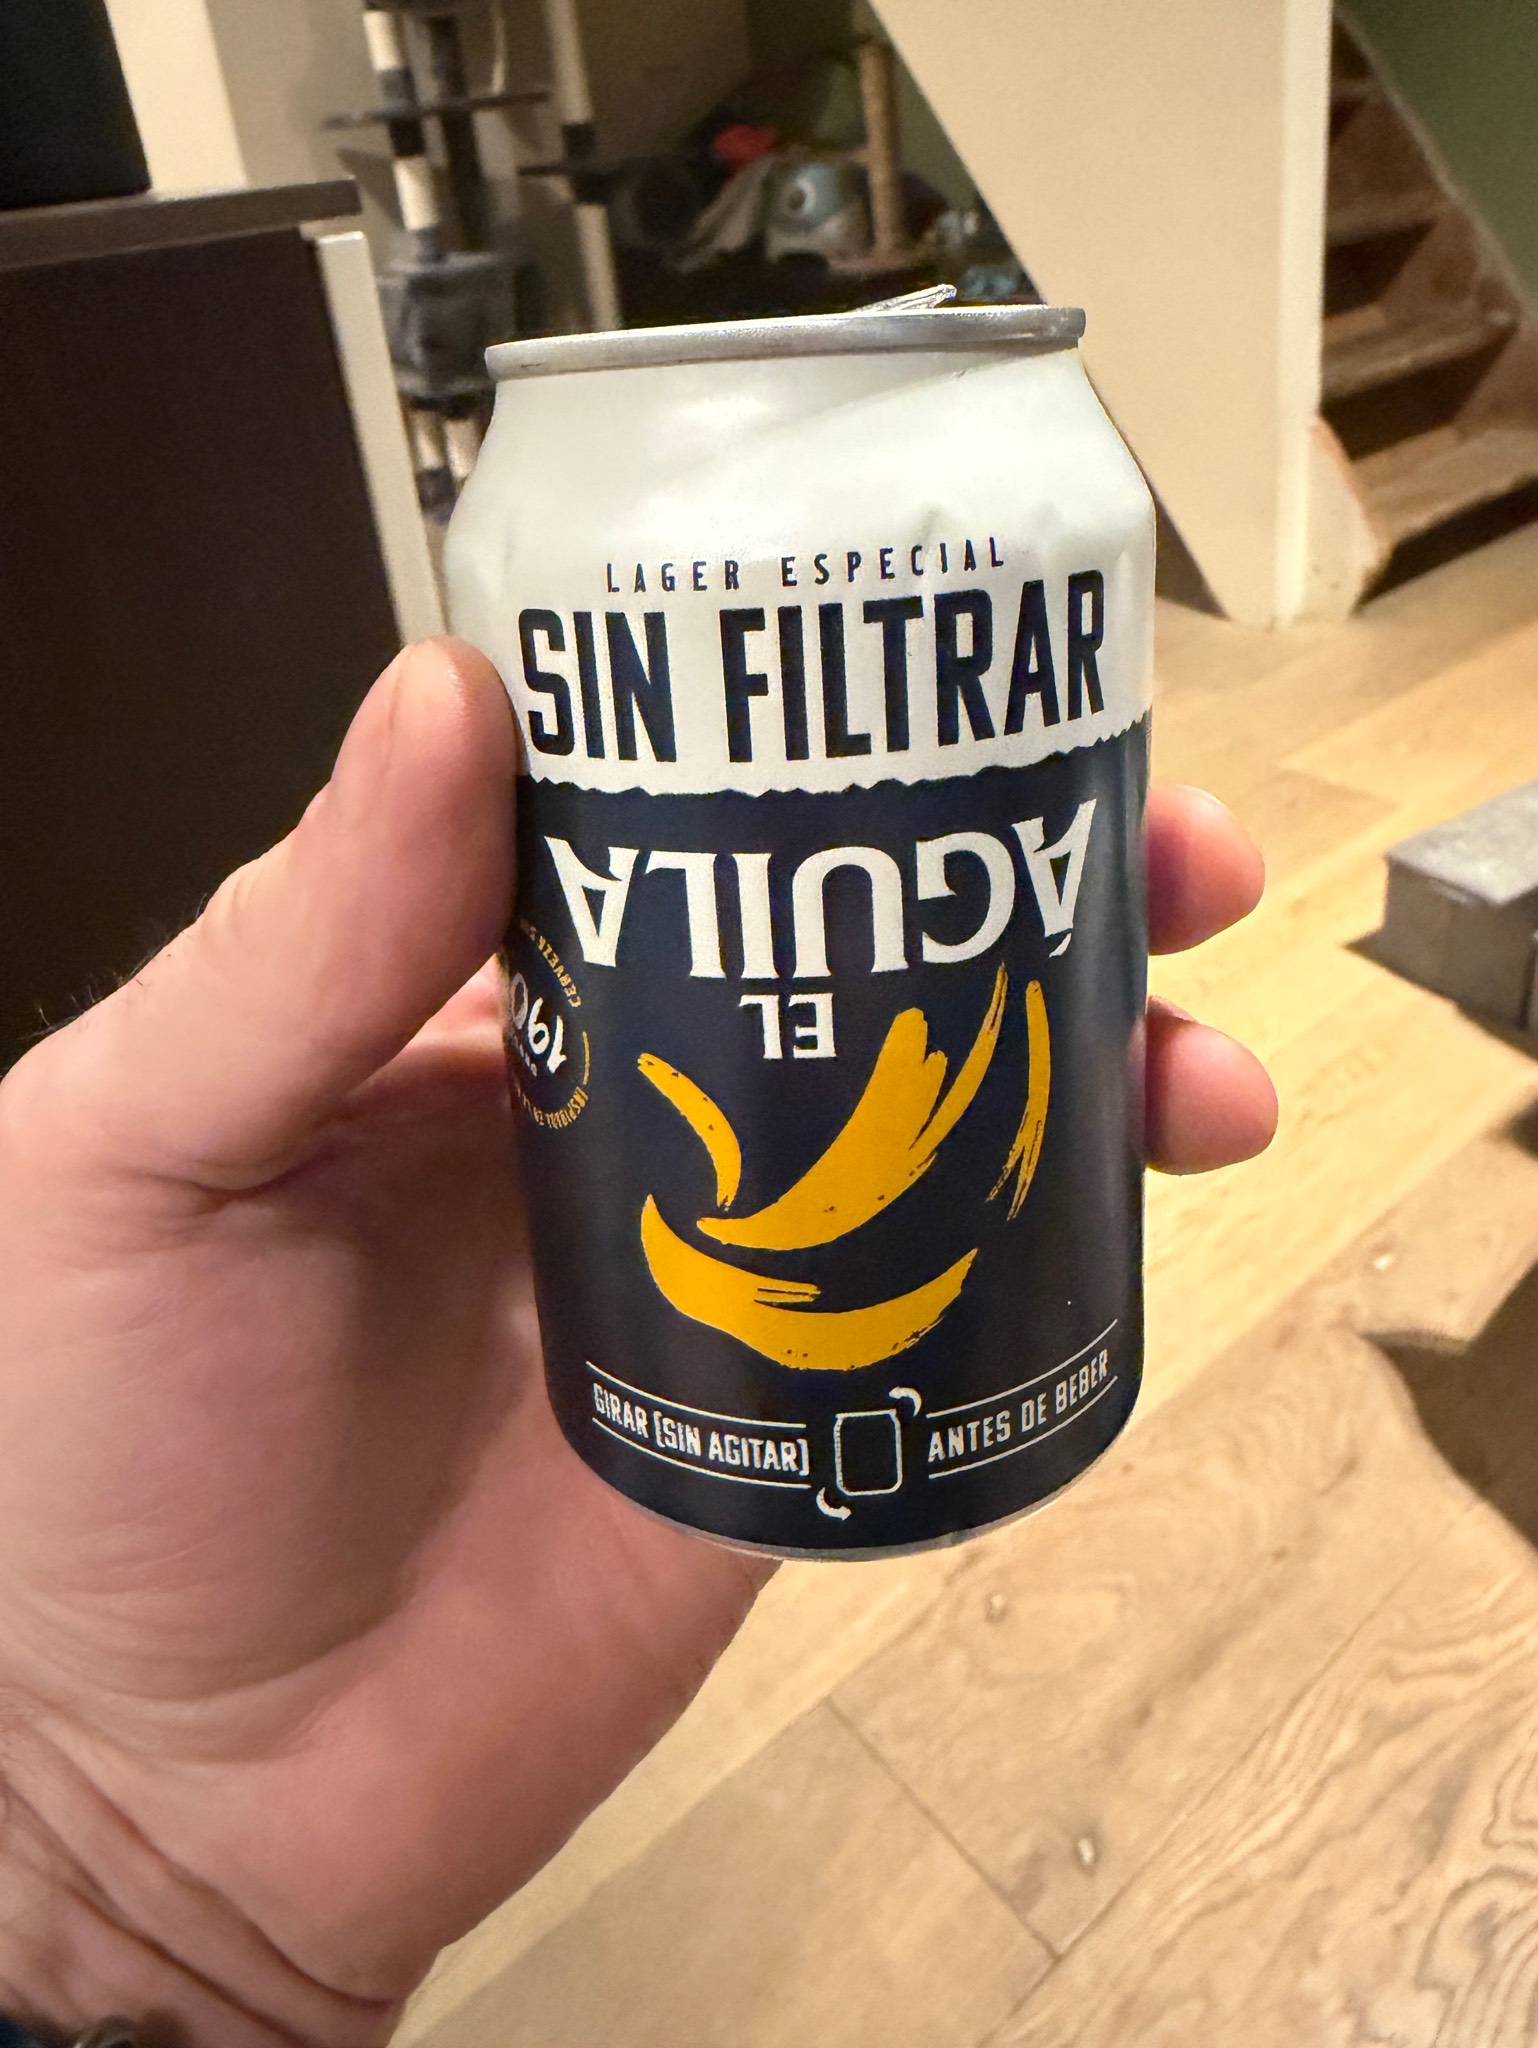 LAGER ESPECIAL
SIN FILTRAR
EL
ÁGUILA
GIRAR [SIN AGITAR]
ANTES DE BEBER